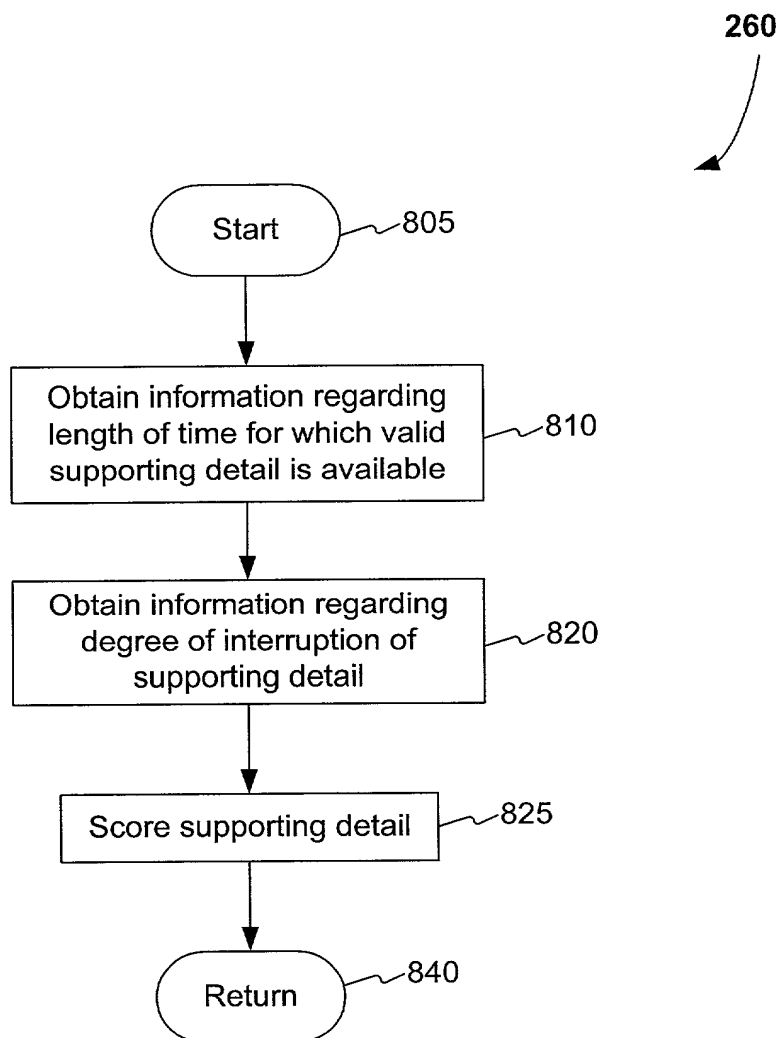 260
Start
805
Obtain information regarding
length of time for which valid
supporting detail is available
810
Obtain information regarding
degree of interruption of
supporting detail
820
Score supporting detail
825
Return
840